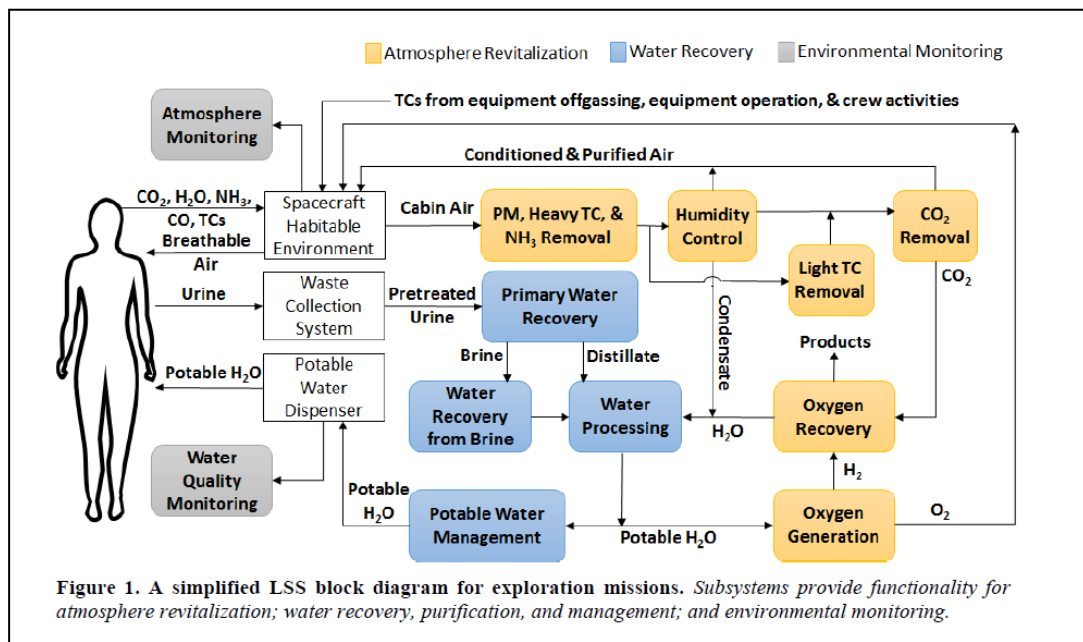 Atmosphere Revitalization
Water Recovery
Environmental Monitoring
TCs from equipment offgassing, equipment operation, & crew activities
Atmosphere
Monitoring
Conditioned & Purified Air
CO₂, H₂O, NH₃,
CO, TCs
Breathable
Air
Spacecraft
Habitable
Environment
Cabin Air
PM, Heavy TC, &
NH₃ Removal
Humidity
Control
CO₂
Removal
Light TC
Removal
CO₂
Urine
Waste
Collection
System
Pretreated
Urine
Primary Water
Recovery
Condensate
Products
Brine
Distillate
Potable H₂O
Potable
Water
Dispenser
Water
Recovery
from Brine
Water
Processing
H₂O
Oxygen
Recovery
H₂
Water
Quality
Monitoring
Potable
H₂O
Potable Water
Management
Potable H₂O
Oxygen
Generation
O₂
Figure 1. A simplified LSS block diagram for exploration missions. Subsystems provide functionality for
atmosphere revitalization; water recovery, purification, and management; and environmental monitoring.